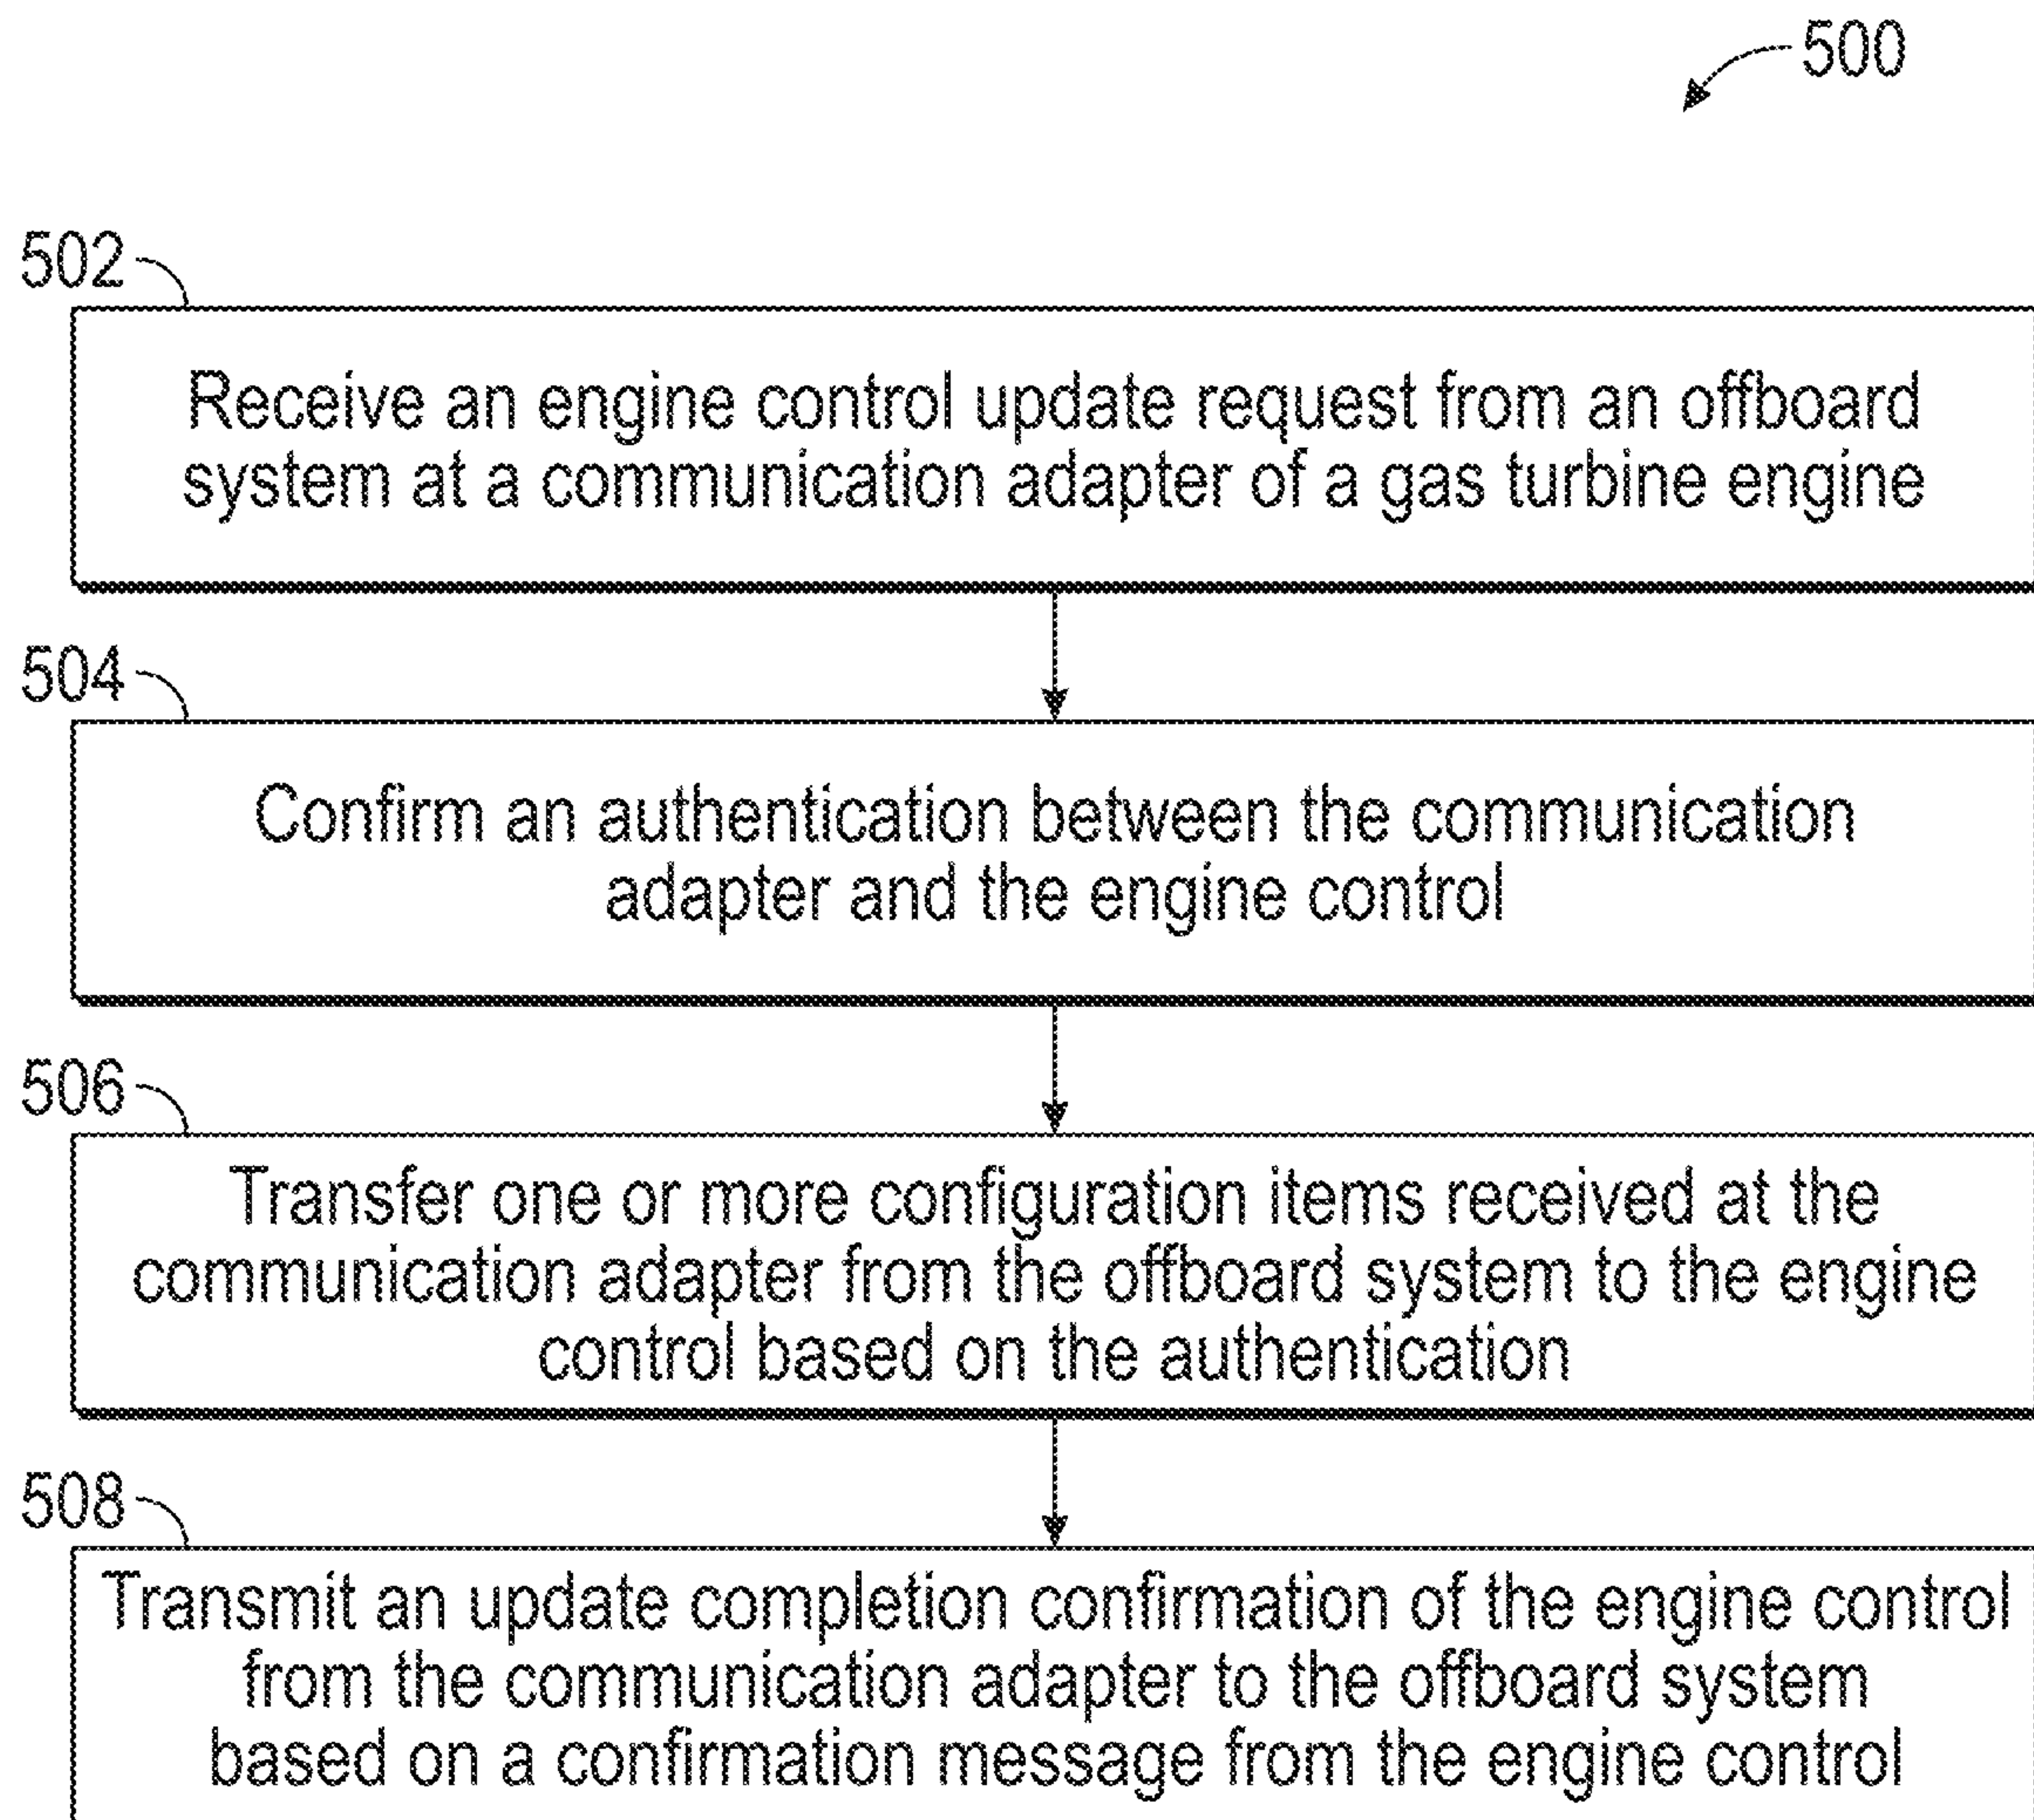 500
502
Receive an engine control update request from an offboard
system at a communication adapter of a gas turbine engine
504
Confirm an authentication between the communication
adapter and the engine control
506
Transfer one or more configuration items received at the
communication adapter from the offboard system to the engine
control based on the authentication
508
Transmit an update completion confirmation of the engine control
from the communication adapter to the offboard system
based on a confirmation message from the engine control